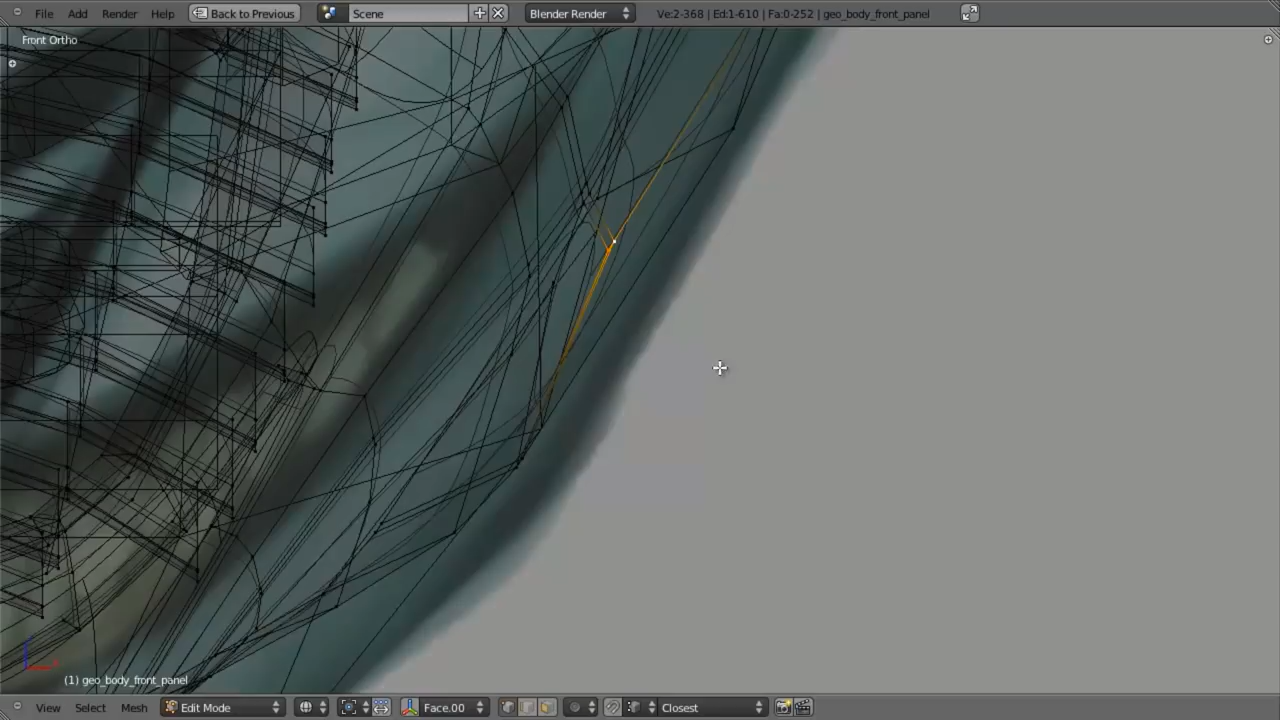 File Add Render Help Back to Previous Scene Blender Render Ve:2-368 | Ed:1-610 | Fa:0-252 | geo_body_front_panel
Front Ortho
(1) geo_body_front_panel
View Select Mesh Edit Mode Face.00 Closest